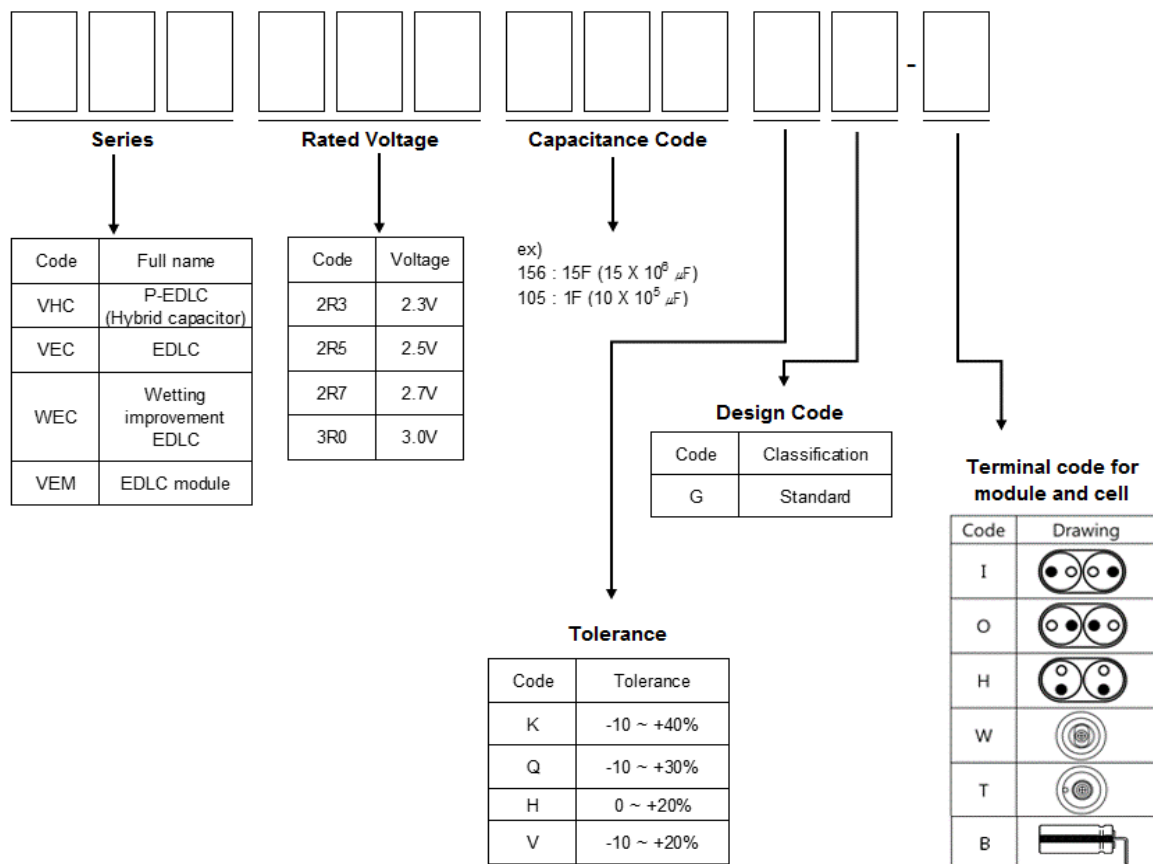 -
Series
Rated Voltage
Capacitance Code
Code Full name
VHC P-EDLC
(Hybrid capacitor)
VEC EDLC
WEC Wetting
improvement
EDLC
VEM EDLC module
Code Voltage
2R3 2.3V
2R5 2.5V
2R7 2.7V
3R0 3.0V
ex)
156 : 15F (15 X 10⁶ ㎌)
105 : 1F (10 X 10⁵ ㎌)
Design Code
Code Classification
G Standard
Tolerance
Code Tolerance
K -10 ~ +40%
Q -10 ~ +30%
H 0 ~ +20%
V -10 ~ +20%
Terminal code for
module and cell
Code Drawing
I
O
H
W
T
B